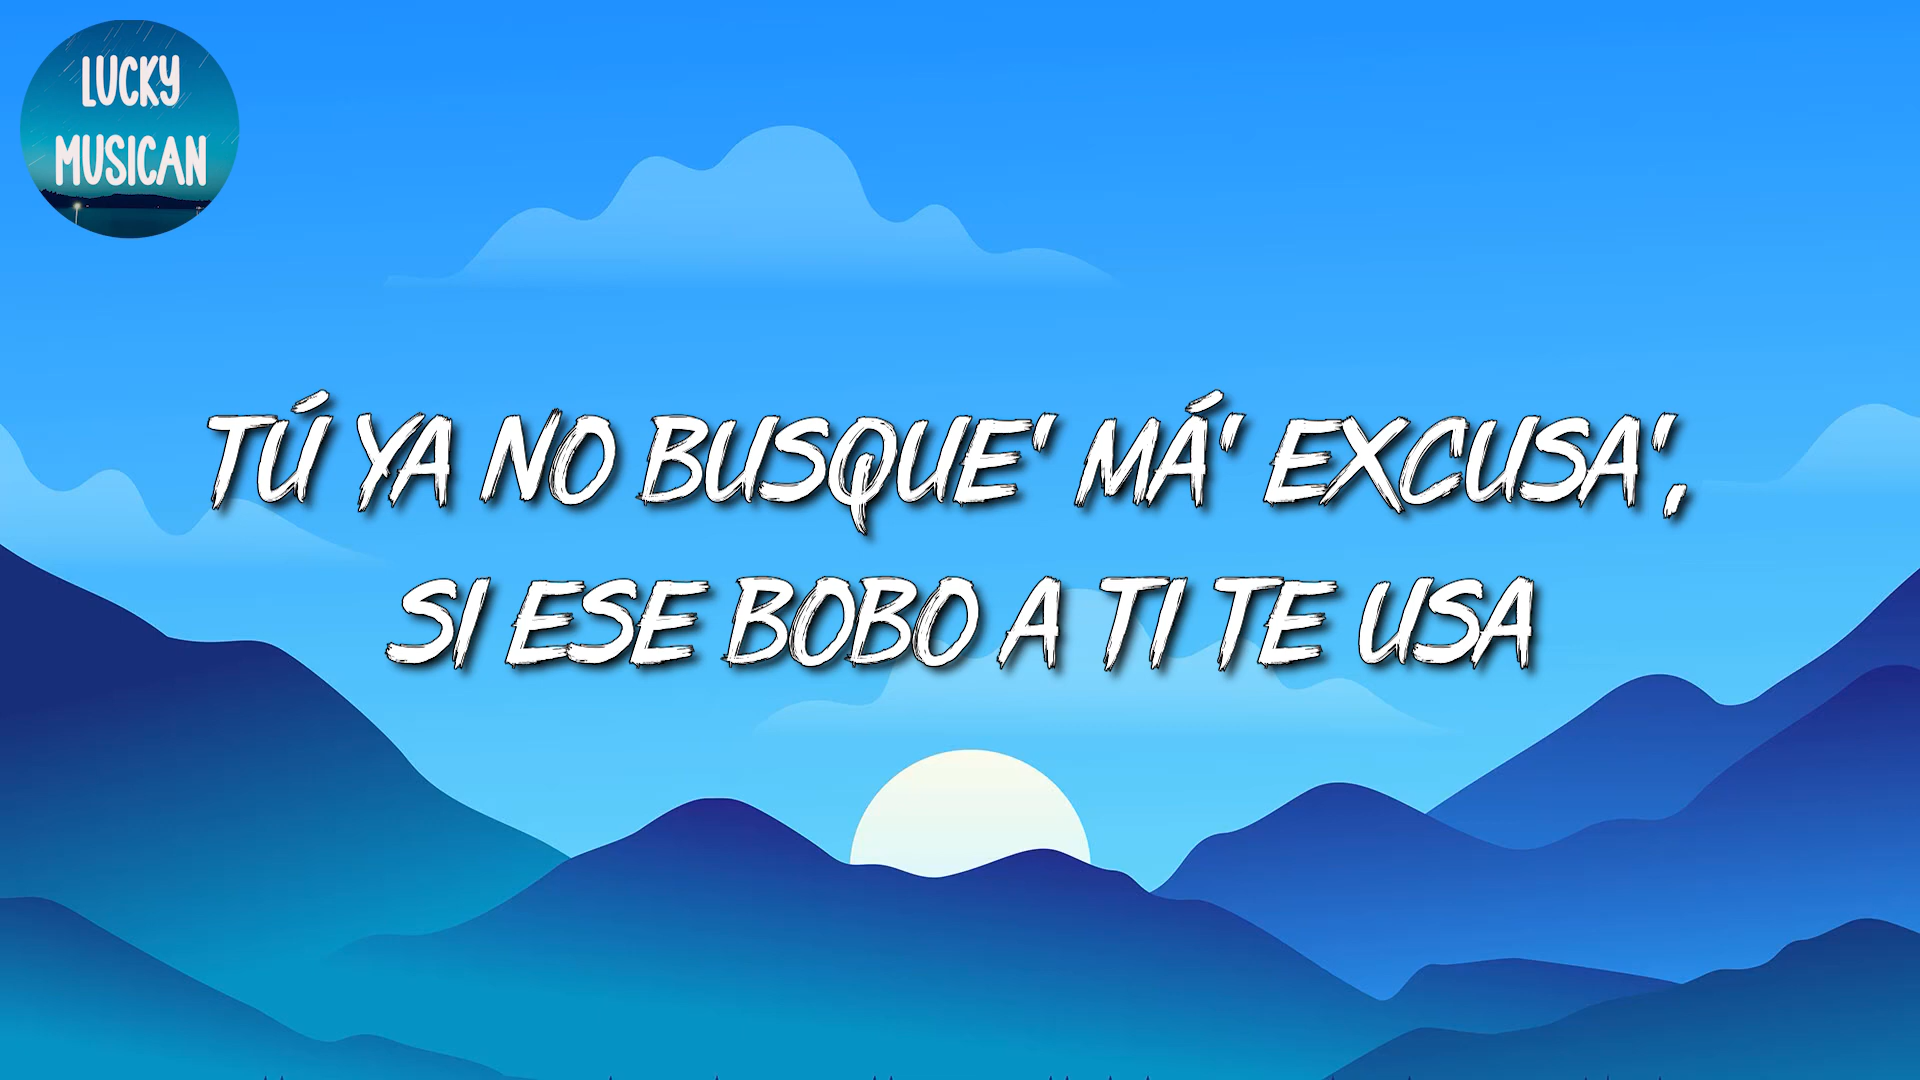 LUCKY
MUSICAN
TÚ YA NO BUSQUE' MÁ' EXCUSA',
SI ESE BOBO A TI TE USA